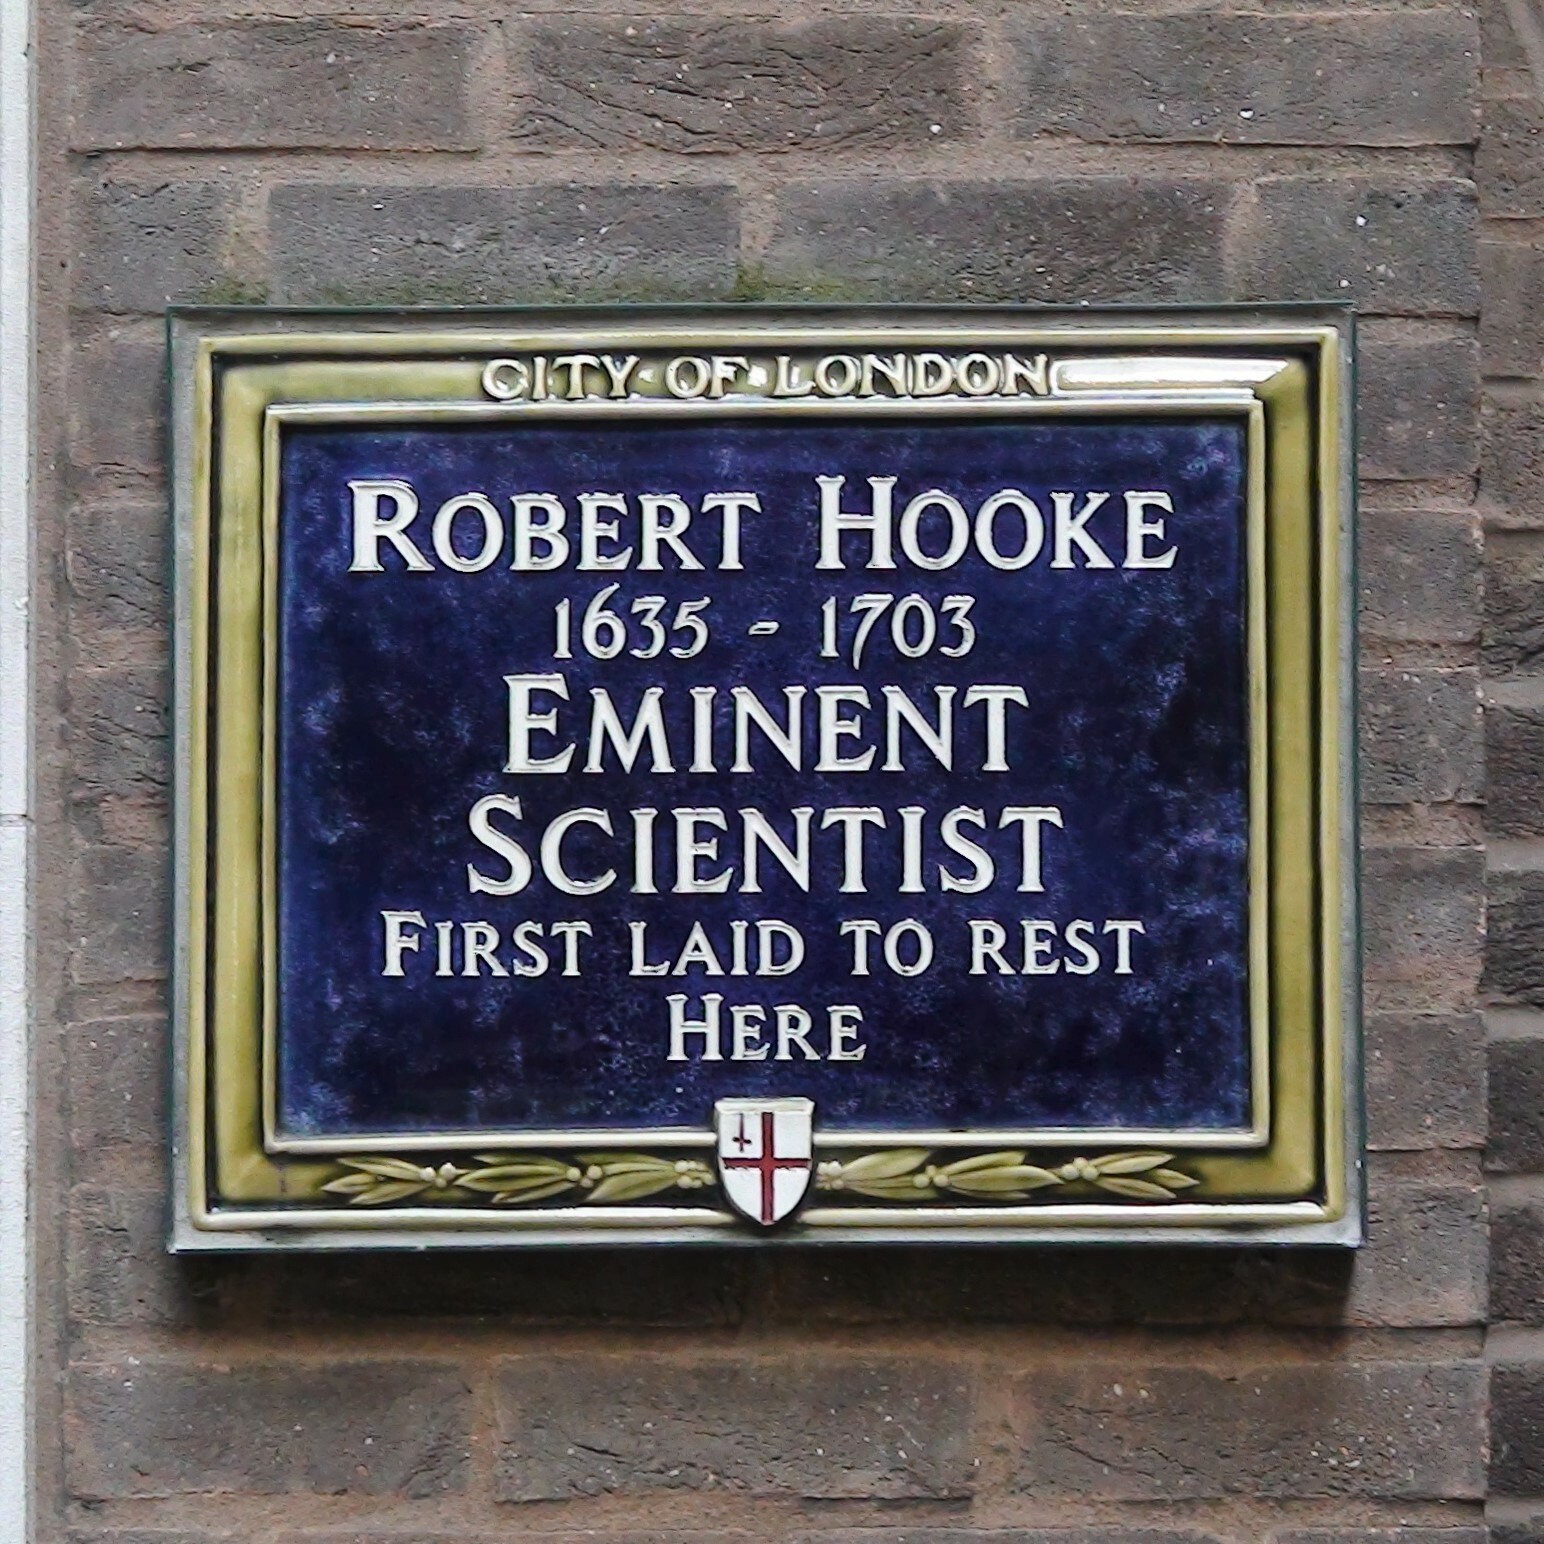 CITY·OF·LONDON
ROBERT HOOKE
1635 - 1703
EMINENT
SCIENTIST
FIRST LAID TO REST
HERE